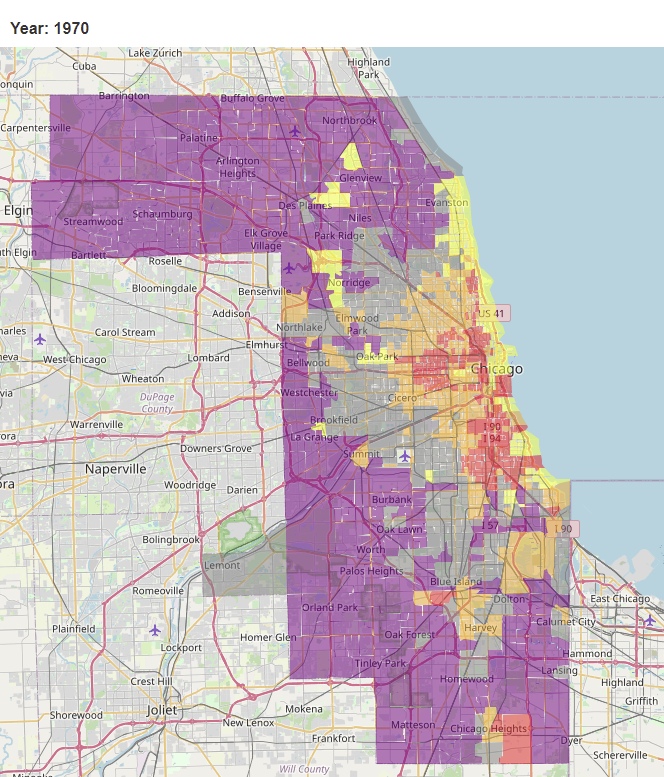 Year: 1970
Lake Zurich
Highland
Park
Cuba
onquin
Barrington
Buffalo Grove
Northbrook
Carpentersville
Palatine
Arlington
Heights
Glenview
Des Plaines
Evanston
Elgin
Schaumburg
Streamwood
Niles
Elk Grove
Village
Park Ridge
uth Elgin
Bartlett
Roselle
Bloomingdale
Bensenville
Norridge
Addison
US 41
harles
Carol Stream
Northlake
Elmwood
Park
Elmhurst
neva
West Chicago
Lombard
Bellwood
Oak Park
Chicago
Wheaton
via
DuPage
County
Westchester
Cicero
Warrenville
Brookfield
I 90
I 94
ora
La Grange
Downers Grove
Summit
Naperville
Woodridge
Darien
ora
Burbank
I 57
I 90
Oak Lawn
Bolingbrook
Worth
Lemont
Palos Heights
Blue Island
Romeoville
Dolton
East Chicago
Orland Park
Calumet City
Plainfield
Homer Glen
Oak Forest
Harvey
Lockport
Hammond
Tinley Park
Lansing
Crest Hill
Homewood
Highland
Shorewood
Joliet
Mokena
Griffith
New Lenox
Matteson
Chicago Heights
Frankfort
Dyer
Schererville
Will County